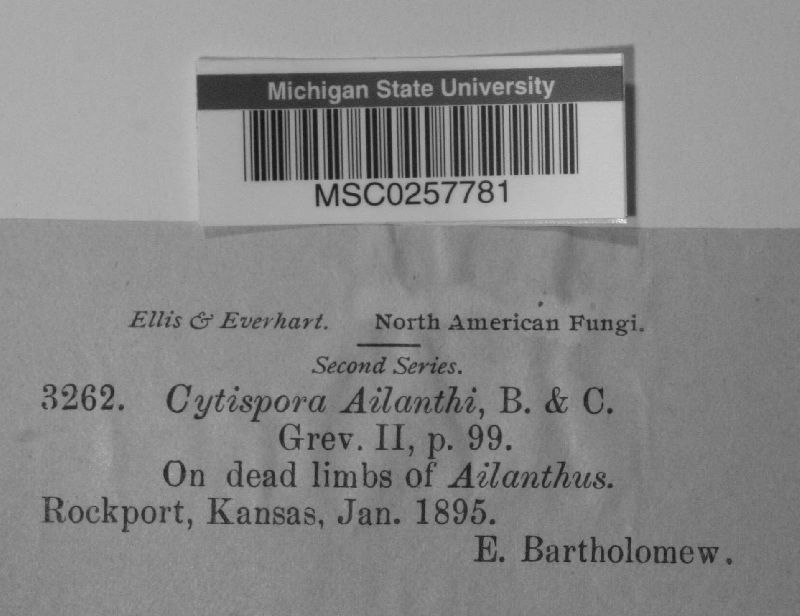 Michigan State University
MSC0257781
Ellis & Everhart. North American Fungi.
Second Series.
3262. Cytispora Ailanthi, B. & C.
Grev. II, p. 99.
On dead limbs of Ailanthus.
Rockport, Kansas, Jan. 1895.
E. Bartholomew.